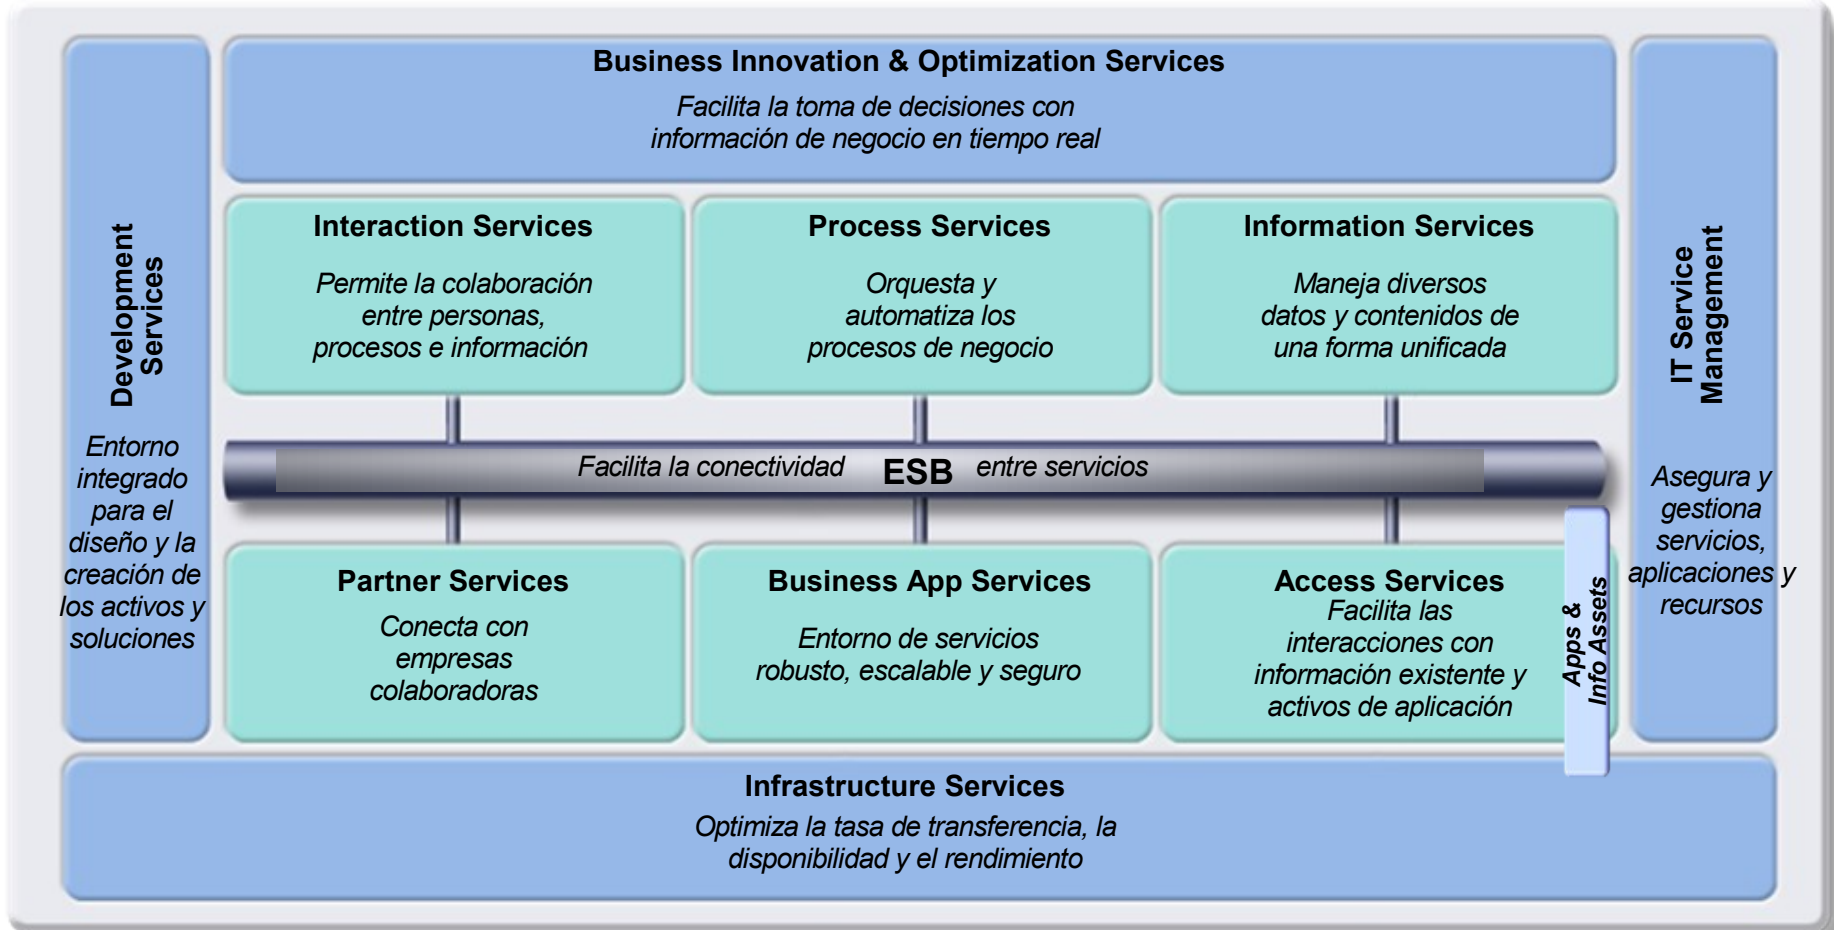 Business Innovation & Optimization Services
Facilita la toma de decisiones con
información de negocio en tiempo real
Development
Services
Entorno
integrado
para el
diseño y la
creación de
los activos y
soluciones
Interaction Services
Permite la colaboración
entre personas,
procesos e información
Process Services
Orquesta y
automatiza los
procesos de negocio
Information Services
Maneja diversos
datos y contenidos de
una forma unificada
IT Service
Management
Asegura y
gestiona
servicios,
aplicaciones y
recursos
Facilita la conectividad ESB entre servicios
Partner Services
Conecta con
empresas
colaboradoras
Business App Services
Entorno de servicios
robusto, escalable y seguro
Access Services
Facilita las
interacciones con
información existente y
activos de aplicación
Apps &
Info Assets
Infrastructure Services
Optimiza la tasa de transferencia, la
disponibilidad y el rendimiento